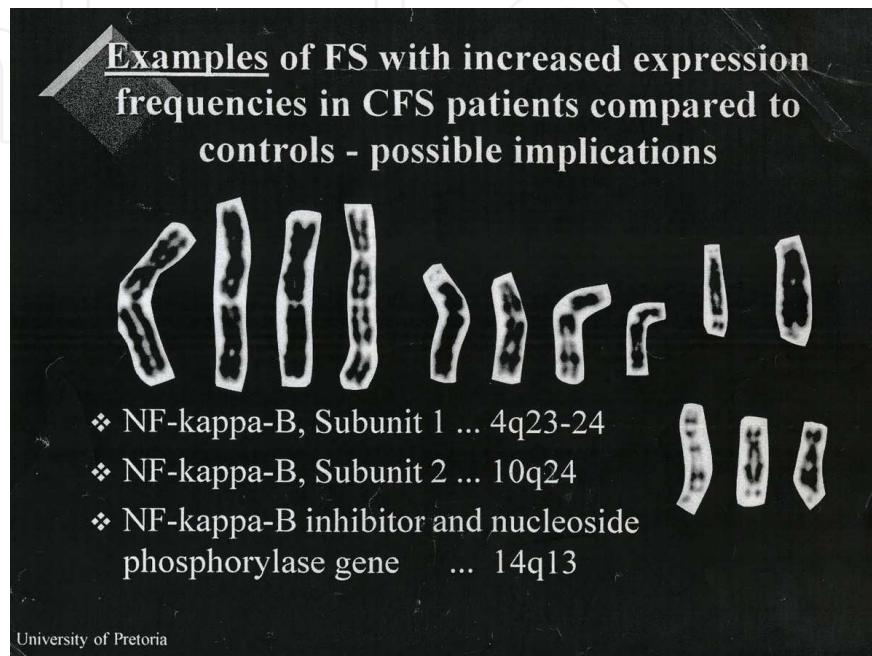 Examples of FS with increased expression
frequencies in CFS patients compared to
controls - possible implications
❖ NF-kappa-B, Subunit 1 ... 4q23-24
❖ NF-kappa-B, Subunit 2 ... 10q24
❖ NF-kappa-B inhibitor and nucleoside
phosphorylase gene ... 14q13
University of Pretoria